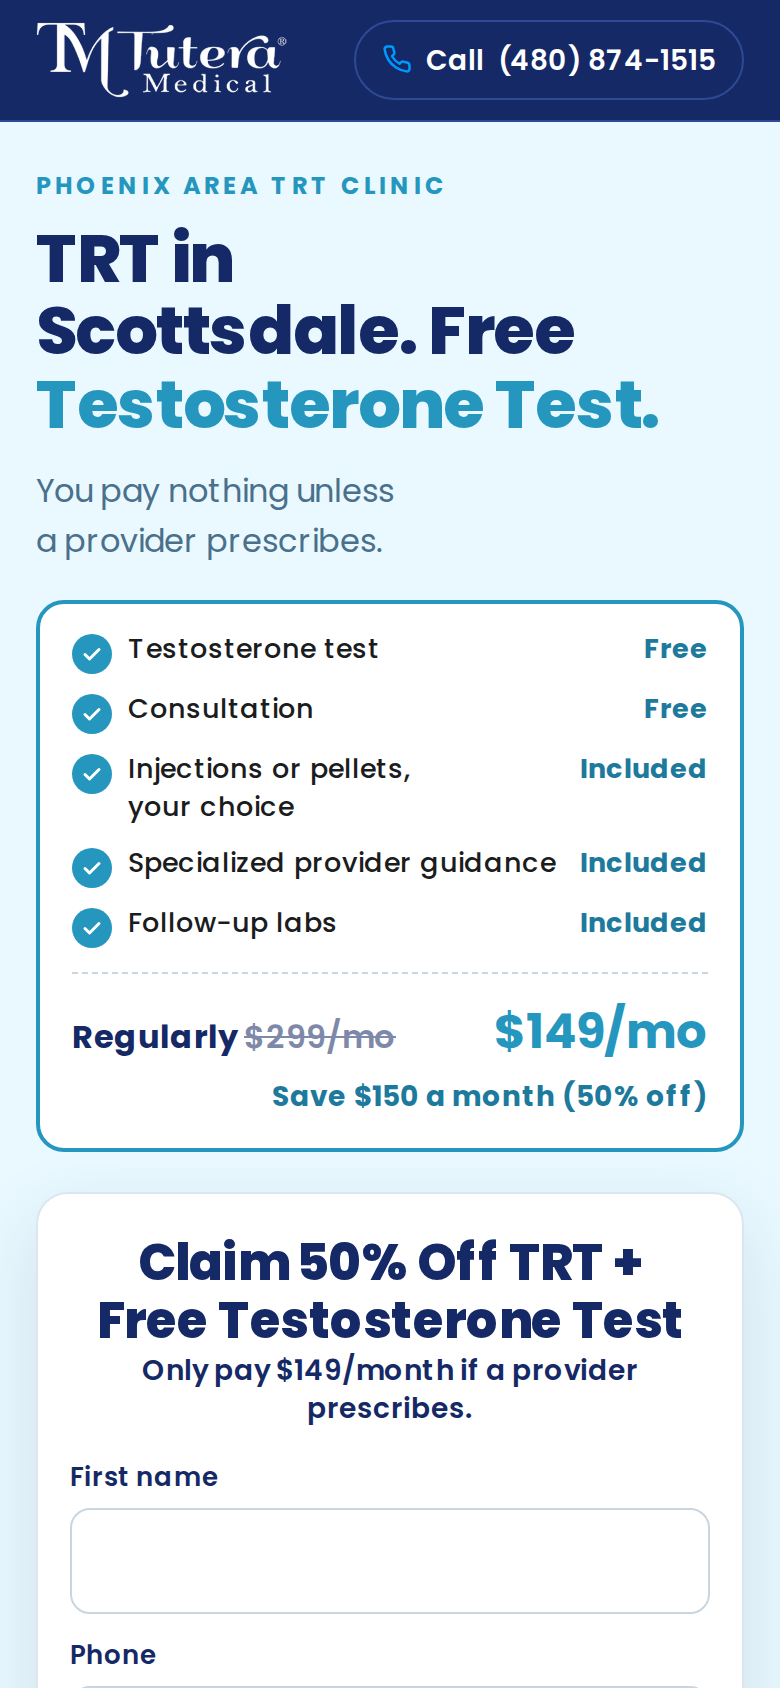 TM Tutera®
Medical
Call (480) 874-1515
PHOENIX AREA TRT CLINIC
TRT in
Scottsdale. Free
Testosterone Test.
You pay nothing unless
a provider prescribes.
Testosterone test Free
Consultation Free
Injections or pellets, Included
your choice
Specialized provider guidance Included
Follow-up labs Included
Regularly $299/mo $149/mo
Save $150 a month (50% off)
Claim 50% Off TRT +
Free Testosterone Test
Only pay $149/month if a provider
prescribes.
First name
Phone